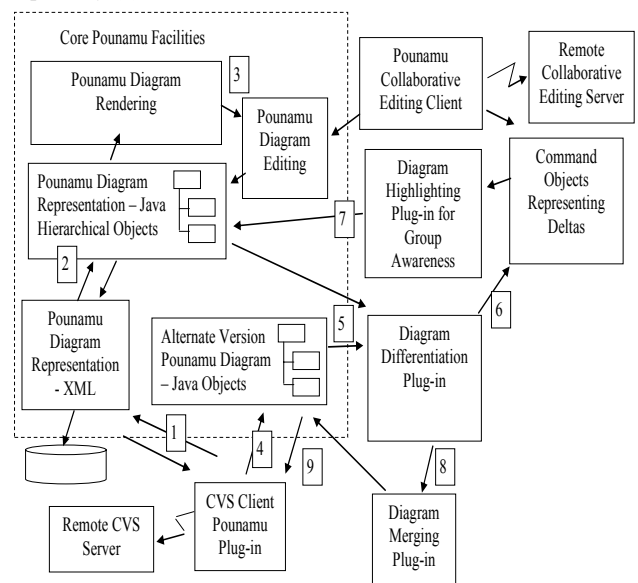 Core Pounamu Facilities
Pounamu Diagram
Rendering
3
Pounamu
Diagram
Editing
Pounamu
Collaborative
Editing Client
Remote
Collaborative
Editing Server
Pounamu Diagram
Representation – Java
Hierarchical Objects
Diagram
Highlighting
Plug-in for
Group
Awareness
Command
Objects
Representing
Deltas
7
2
Pounamu
Diagram
Representation
- XML
Alternate Version
Pounamu Diagram
– Java Objects
5
6
Diagram
Differentiation
Plug-in
1
4
9
8
CVS Client
Pounamu
Plug-in
Remote CVS
Server
Diagram
Merging
Plug-in